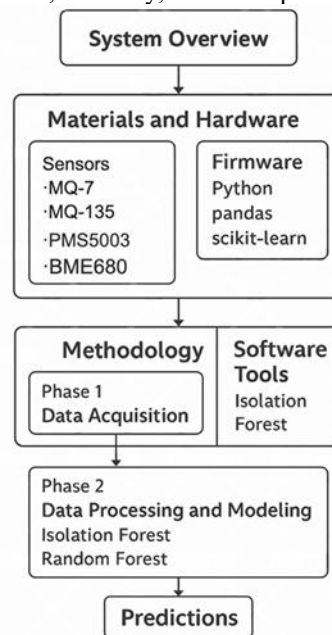 System Overview
Materials and Hardware
Sensors
·MQ-7
·MQ-135
·PMS5003
·BME680
Firmware
Python
pandas
scikit-learn
Methodology
Phase 1
Data Acquisition
Software
Tools
Isolation
Forest
Phase 2
Data Processing and Modeling
Isolation Forest
Random Forest
Predictions